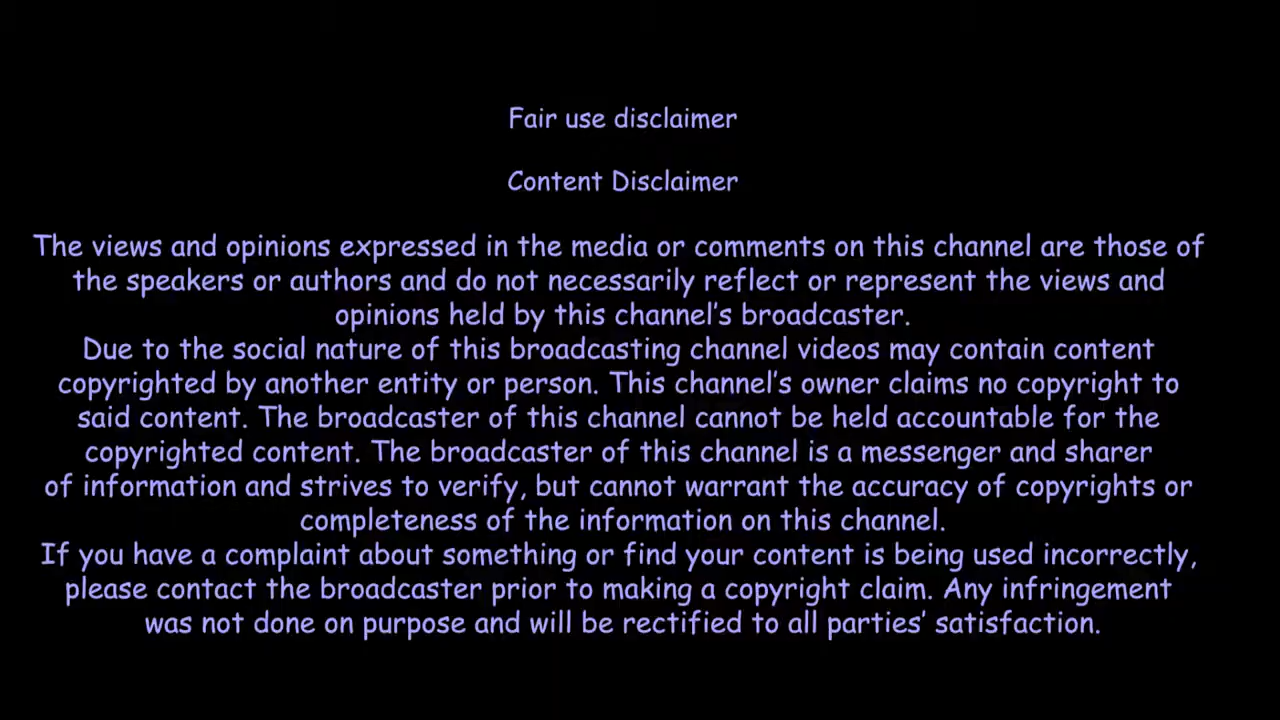 Fair use disclaimer
Content Disclaimer
The views and opinions expressed in the media or comments on this channel are those of
the speakers or authors and do not necessarily reflect or represent the views and
opinions held by this channel’s broadcaster.
Due to the social nature of this broadcasting channel videos may contain content
copyrighted by another entity or person. This channel’s owner claims no copyright to
said content. The broadcaster of this channel cannot be held accountable for the
copyrighted content. The broadcaster of this channel is a messenger and sharer
of information and strives to verify, but cannot warrant the accuracy of copyrights or
completeness of the information on this channel.
If you have a complaint about something or find your content is being used incorrectly,
please contact the broadcaster prior to making a copyright claim. Any infringement
was not done on purpose and will be rectified to all parties’ satisfaction.